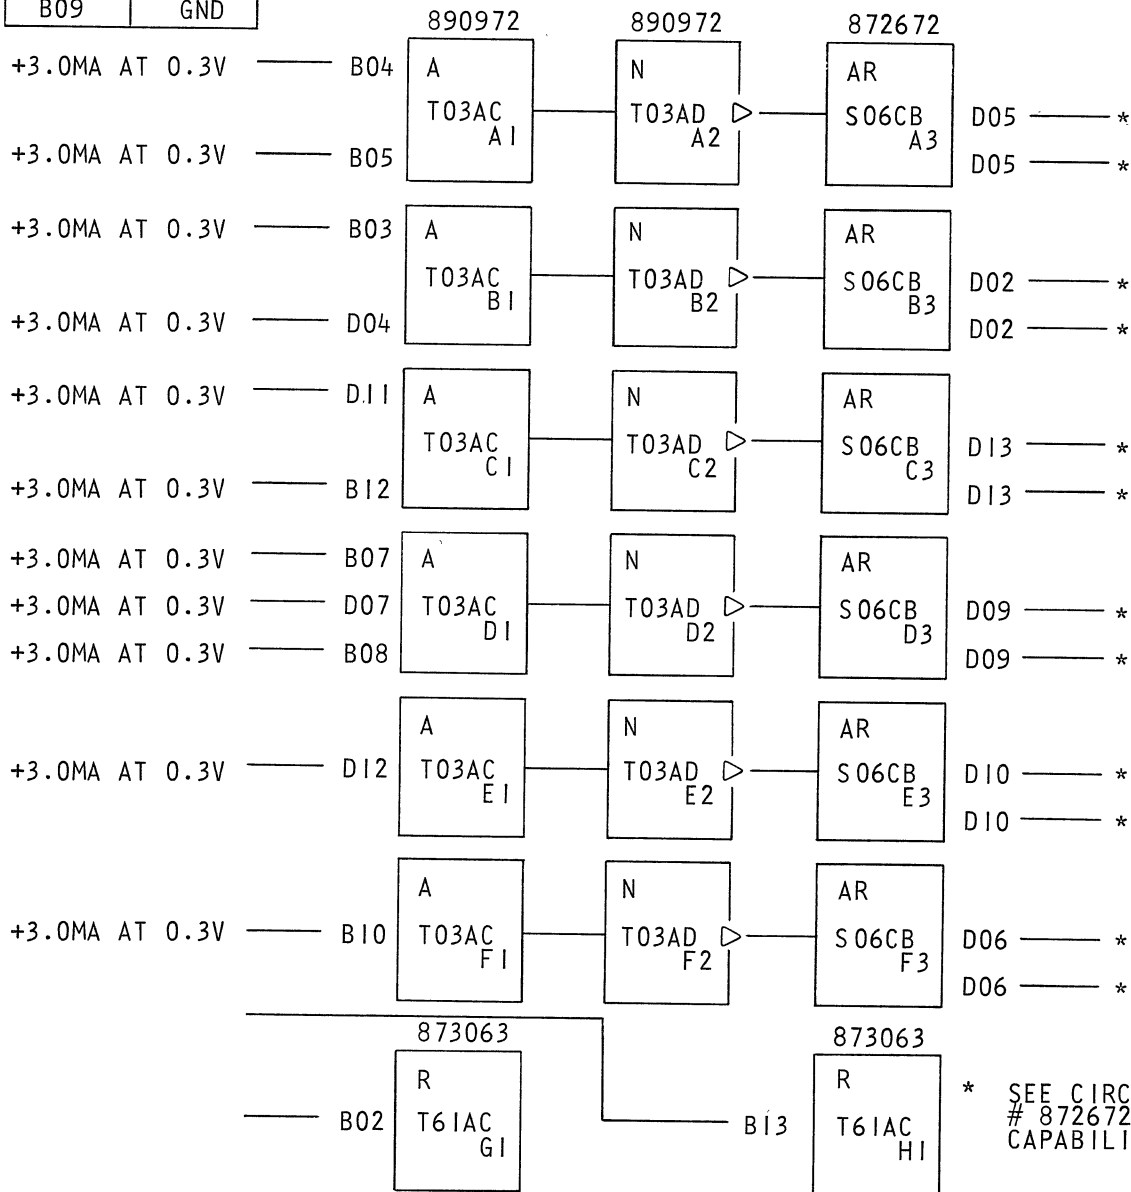 B09 GND
890972 890972 872672
+3.0MA AT 0.3V B04 A N AR
T03AC T03AD S06CB D05 *
A1 A2 A3
+3.0MA AT 0.3V B05 D05 *
+3.0MA AT 0.3V B03 A N AR
T03AC T03AD S06CB D02 *
B1 B2 B3
+3.0MA AT 0.3V D04 D02 *
+3.0MA AT 0.3V D11 A N AR
T03AC T03AD S06CB D13 *
C1 C2 C3
+3.0MA AT 0.3V B12 D13 *
+3.0MA AT 0.3V B07 A N AR
+3.0MA AT 0.3V D07 T03AC T03AD S06CB D09 *
D1 D2 D3
+3.0MA AT 0.3V B08 D09 *
A N AR
+3.0MA AT 0.3V D12 T03AC T03AD S06CB D10 *
E1 E2 E3
D10 *
A N AR
+3.0MA AT 0.3V B10 T03AC T03AD S06CB D06 *
F1 F2 F3
D06 *
873063 873063
R R * SEE CIRC
B02 T61AC B13 T61AC # 872672
G1 H1 CAPABILI